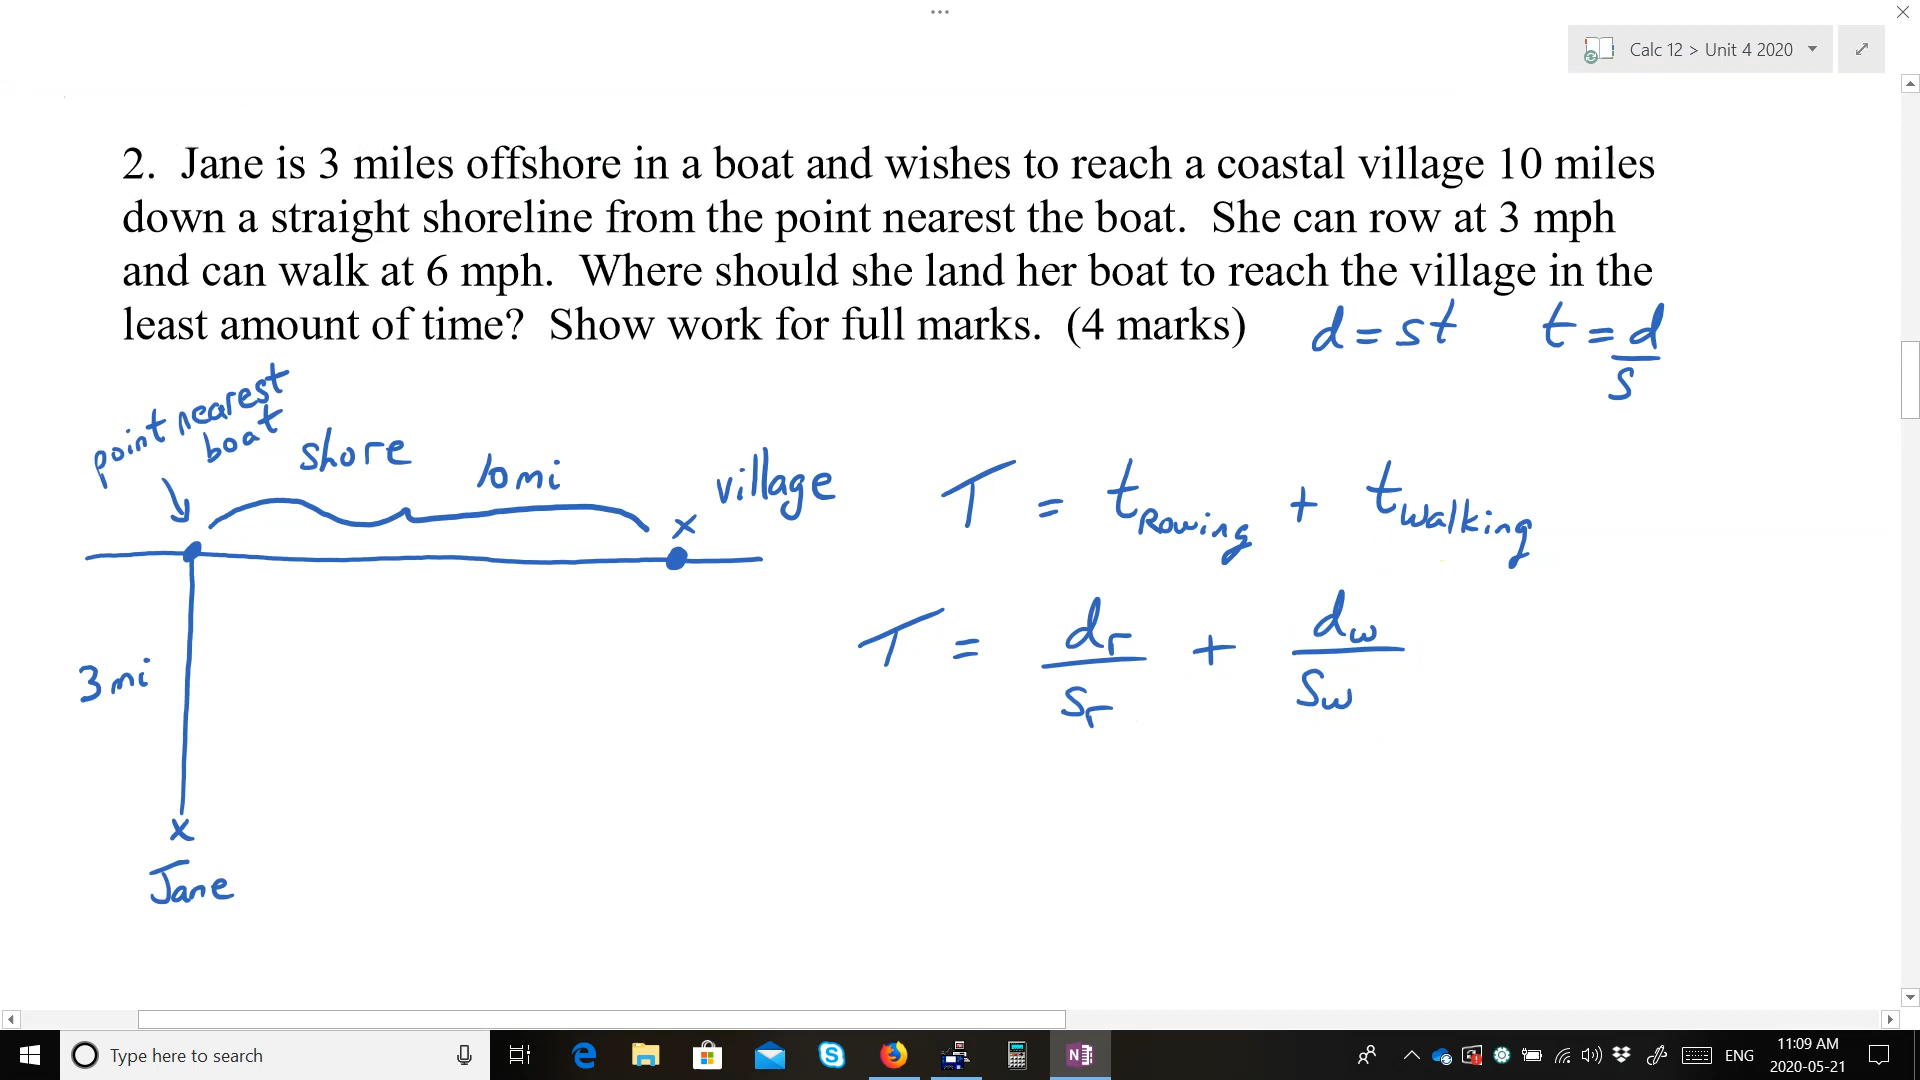 Calc 12 > Unit 4 2020
2. Jane is 3 miles offshore in a boat and wishes to reach a coastal village 10 miles
down a straight shoreline from the point nearest the boat. She can row at 3 mph
and can walk at 6 mph. Where should she land her boat to reach the village in the
least amount of time? Show work for full marks. (4 marks)
d = st
t = d/s
point nearest
boat
shore
10mi
x village
T = t Rowing + t Walking
T = dr/sr + dw/sw
3 mi
x
Jane
Type here to search
ENG
11:09 AM
2020-05-21